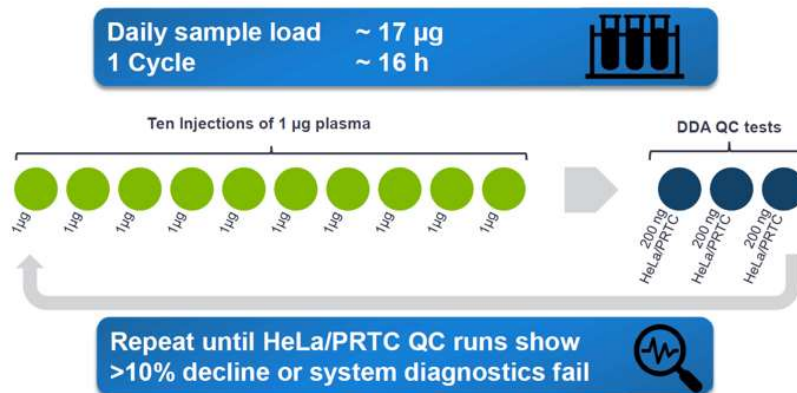 Daily sample load ~ 17 µg
1 Cycle ~ 16 h
Ten Injections of 1 µg plasma
DDA QC tests
1µg
1µg
1µg
1µg
1µg
1µg
1µg
1µg
1µg
1µg
200 ng
HeLa/PRTC
200 ng
HeLa/PRTC
200 ng
HeLa/PRTC
Repeat until HeLa/PRTC QC runs show
>10% decline or system diagnostics fail